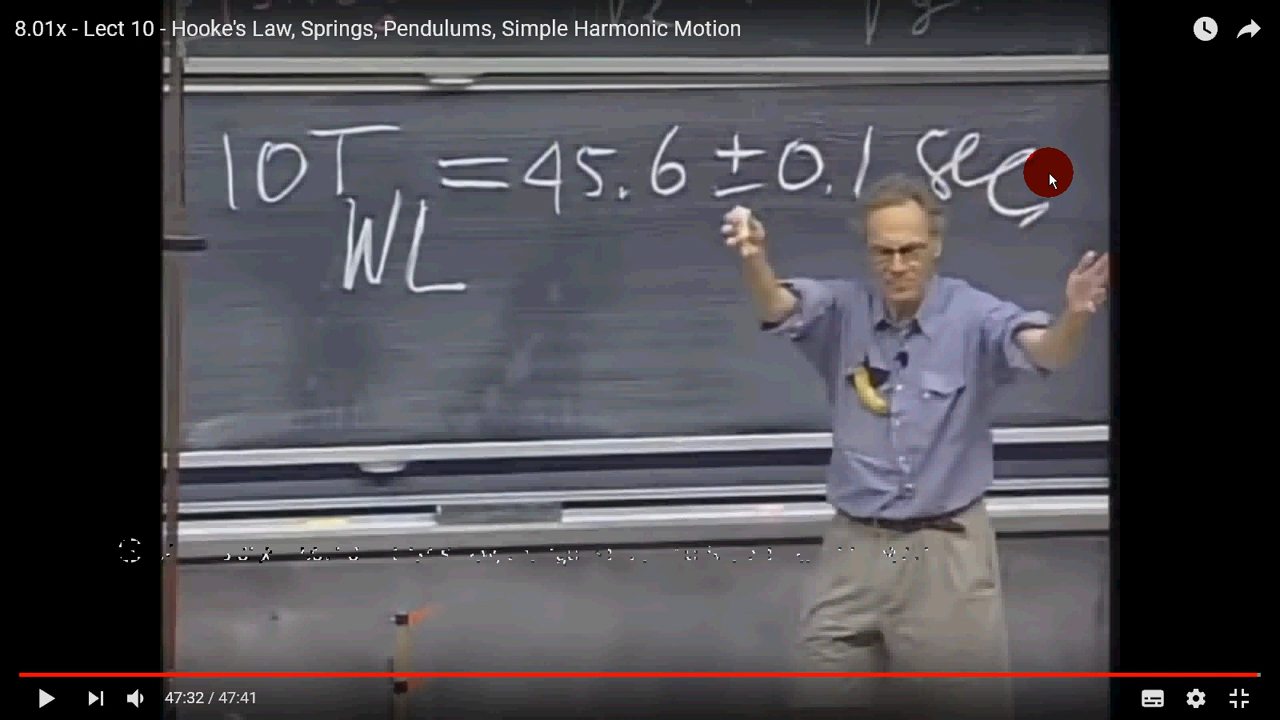 8.01x - Lect 10 - Hooke's Law, Springs, Pendulums, Simple Harmonic Motion
10T = 45.6 ± 0.1 sec
WL
47:32 / 47:41